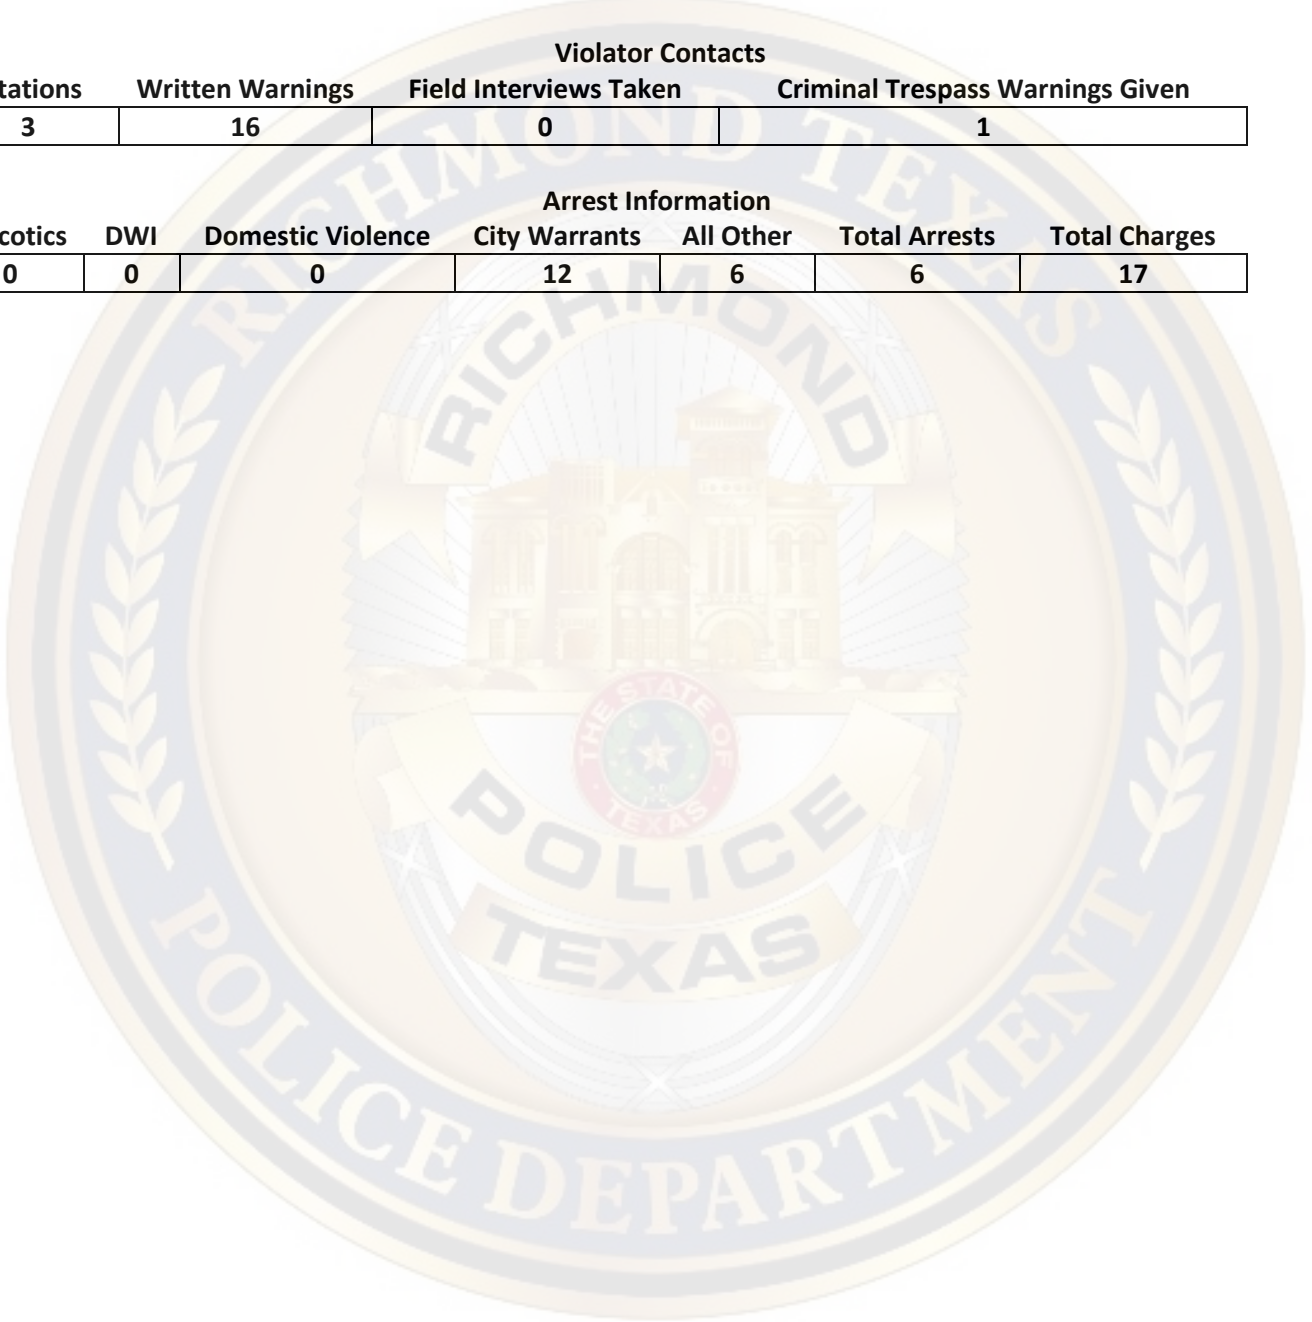 Violator Contacts
tations Written Warnings Field Interviews Taken Criminal Trespass Warnings Given
3 16 0 1
Arrest Information
cotics DWI Domestic Violence City Warrants All Other Total Arrests Total Charges
0 0 0 12 6 6 17
RICHMOND TEXAS
RICHMOND
THE STATE OF
TEXAS
POLICE
TEXAS
POLICE DEPARTMENT